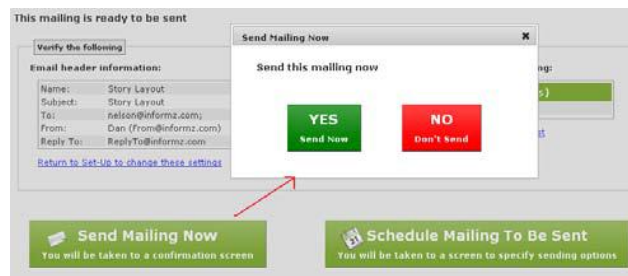 This mailing is ready to be sent
Verify the following
Email header information:
Name: Story Layout
Subject: Story Layout
To: nelson@informz.com;
From: Dan (From@informz.com)
Reply To: ReplyTo@informz.com
Return to Set-Up to change these settings
Send Mailing Now
Send this mailing now
YES
Send Now
NO
Don't Send
ng:
s)
Send Mailing Now
You will be taken to a confirmation screen
Schedule Mailing To Be Sent
You will be taken to a screen to specify sending options